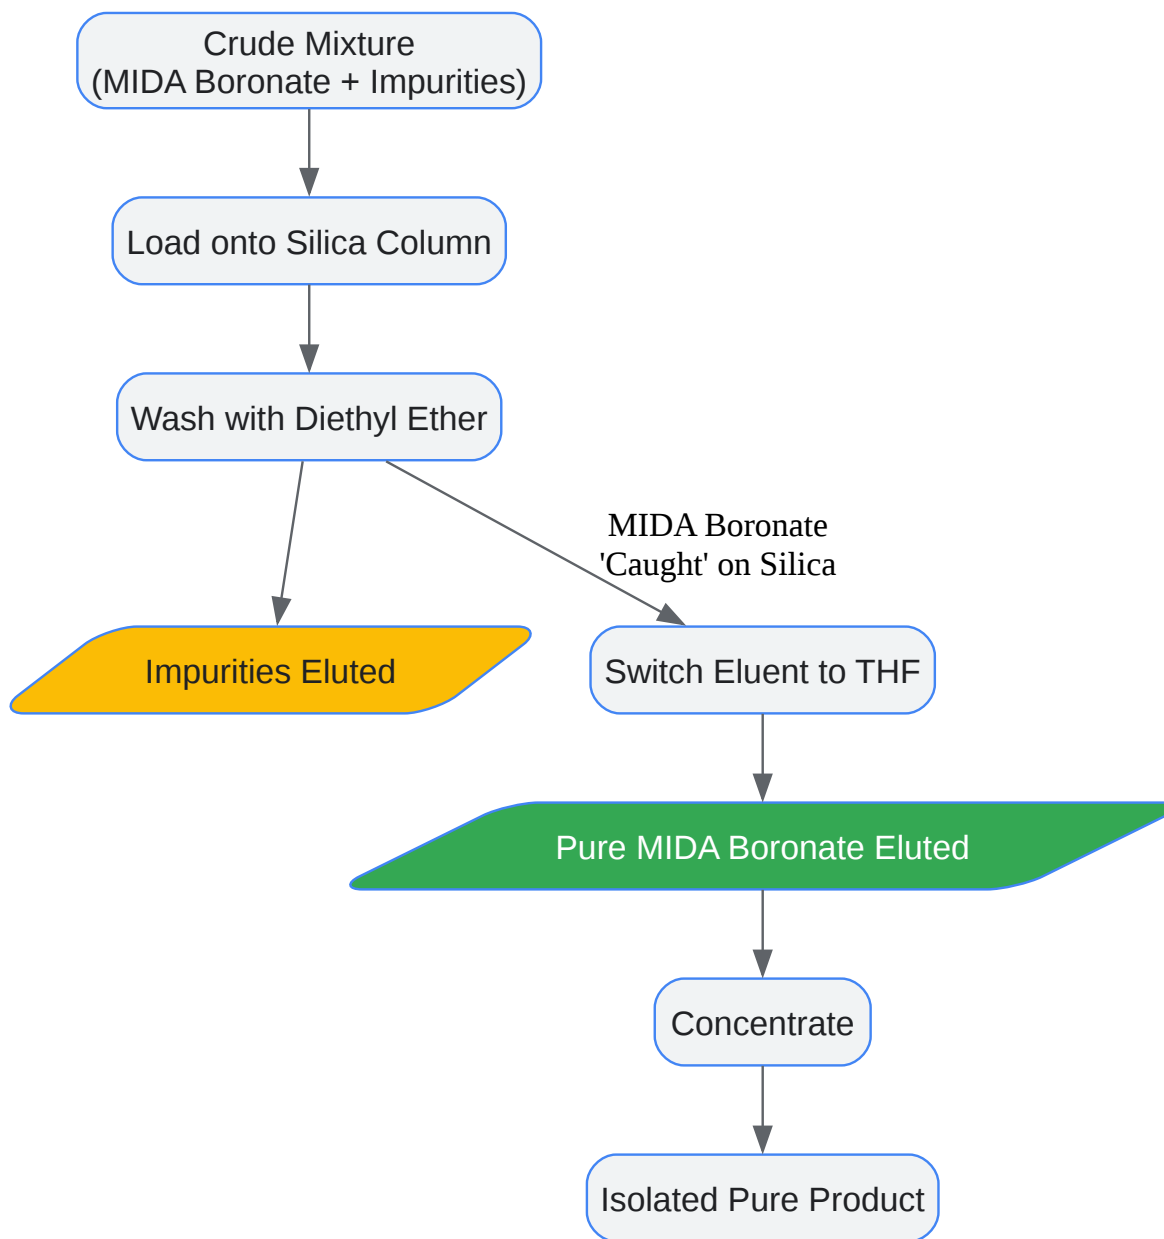 Crude Mixture
(MIDA Boronate + Impurities)
Load onto Silica Column
Wash with Diethyl Ether
MIDA Boronate
'Caught' on Silica
Impurities Eluted
Switch Eluent to THF
Pure MIDA Boronate Eluted
Concentrate
Isolated Pure Product